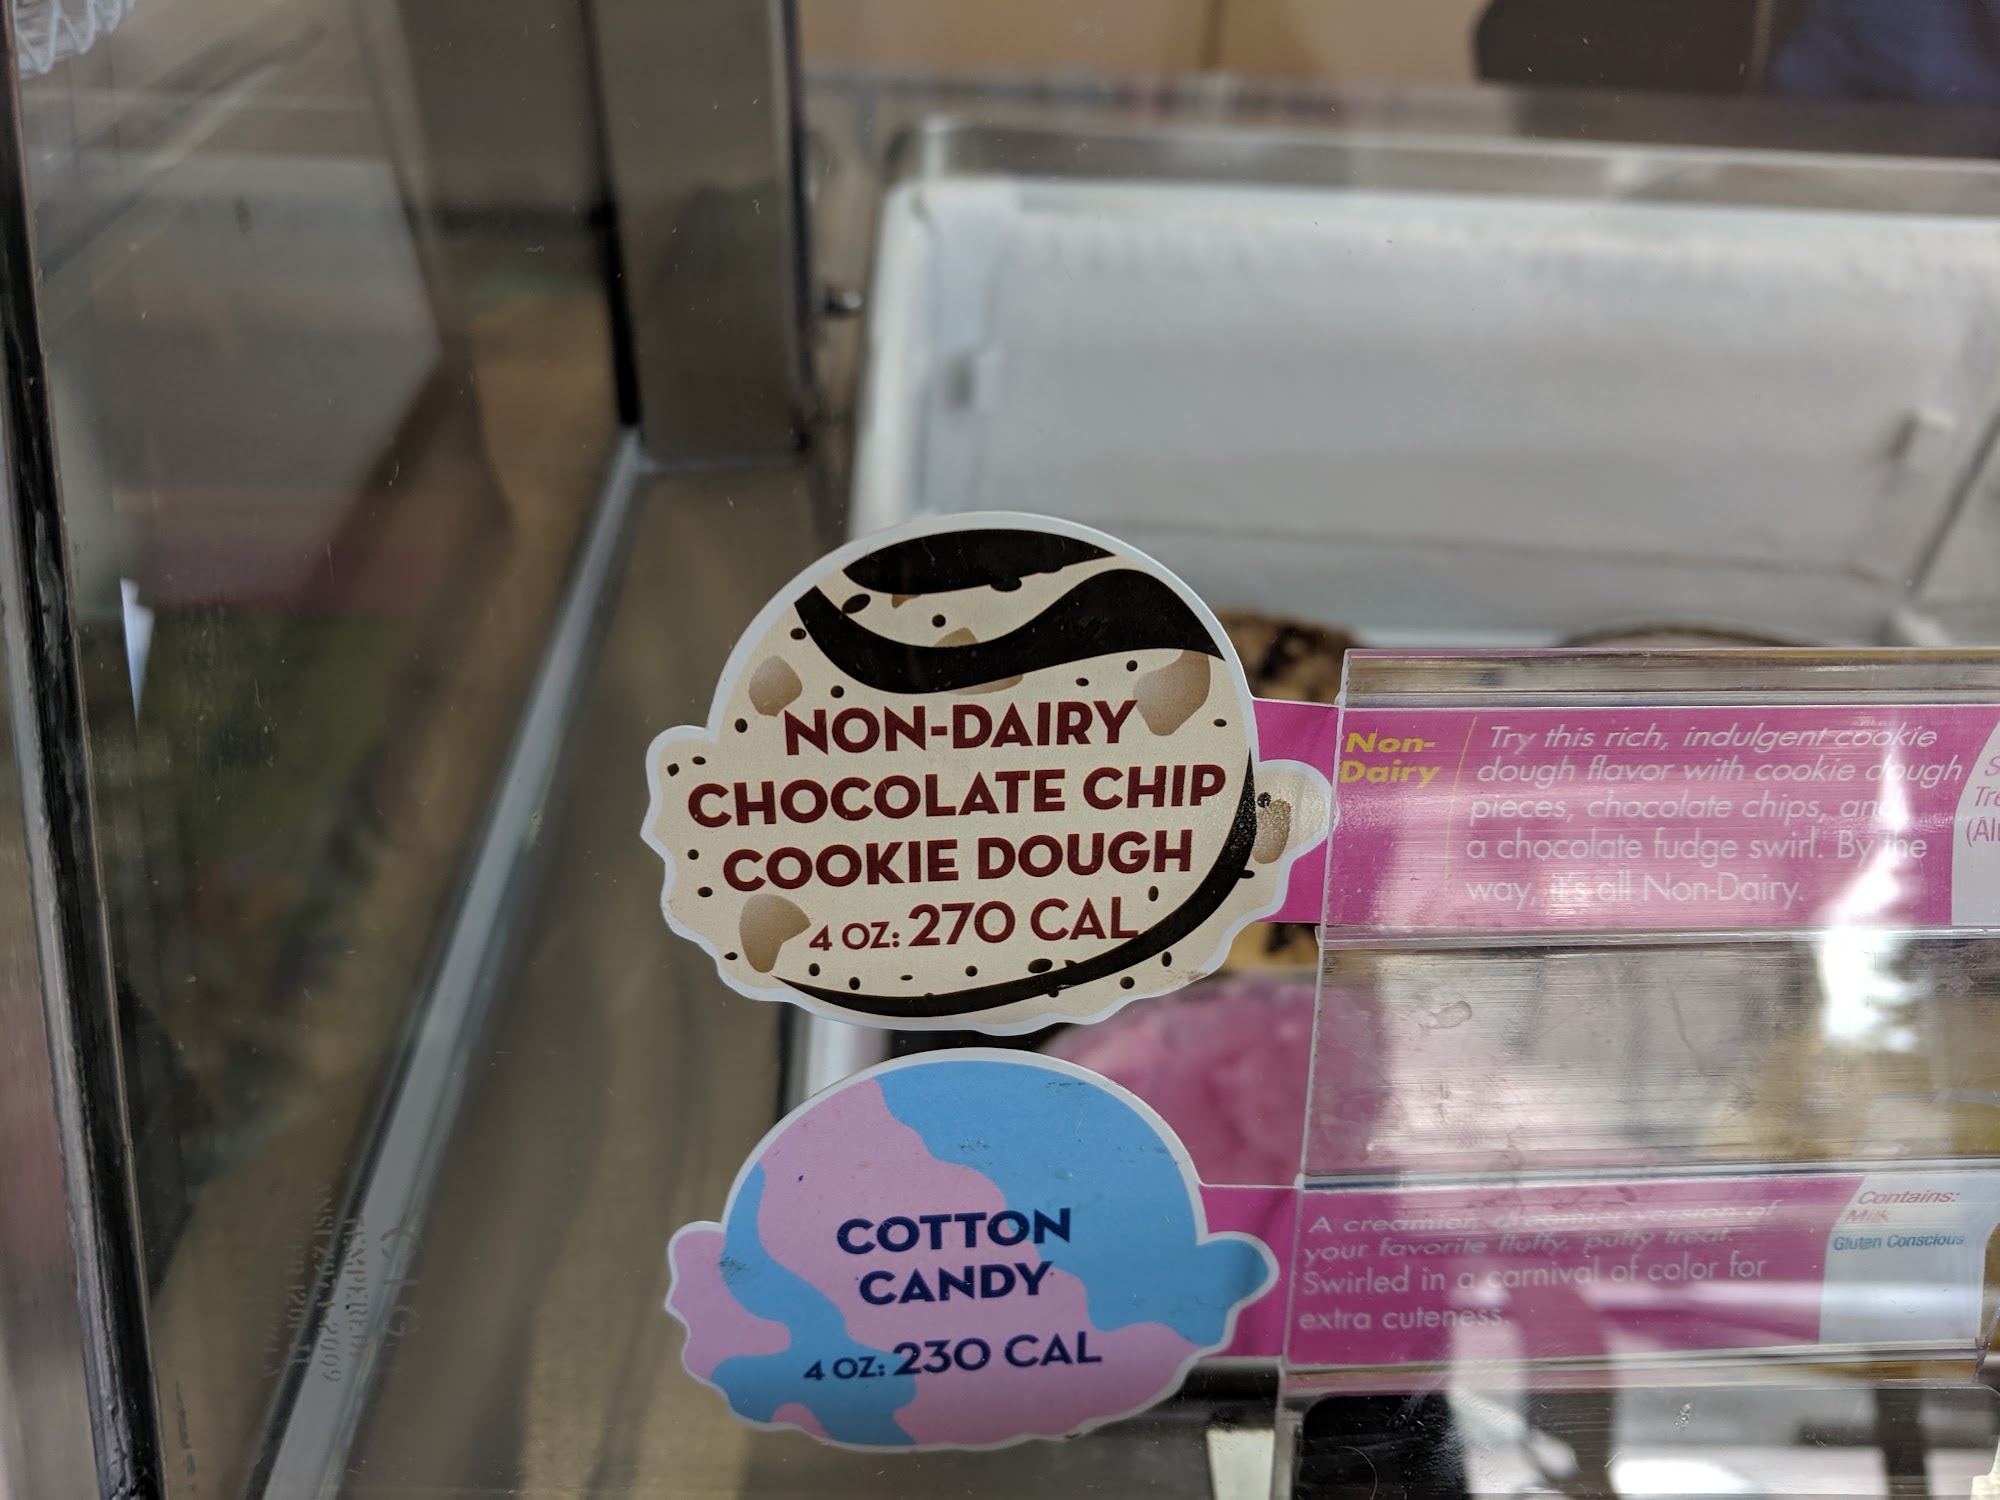 NON-DAIRY
CHOCOLATE CHIP
COOKIE DOUGH
4 OZ: 270 CAL
Non-
Dairy
Try this rich, indulgent cookie
dough flavor with cookie dough
pieces, chocolate chips, and
a chocolate fudge swirl. By the
way, it's all Non-Dairy.
COTTON
CANDY
4 OZ: 230 CAL
A creamier, dreamier version of
your favorite fluffy, puffy treat.
Swirled in a carnival of color for
extra cuteness.
Contains:
Milk
Gluten Conscious